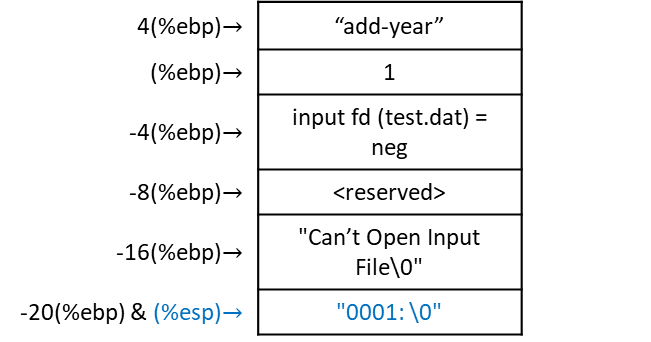 4(%ebp)→ “add-year”
(%ebp)→ 1
-4(%ebp)→ input fd (test.dat) =
neg
-8(%ebp)→ <reserved>
-16(%ebp)→ "Can’t Open Input
File\0"
-20(%ebp) & (%esp)→ "0001: \0"